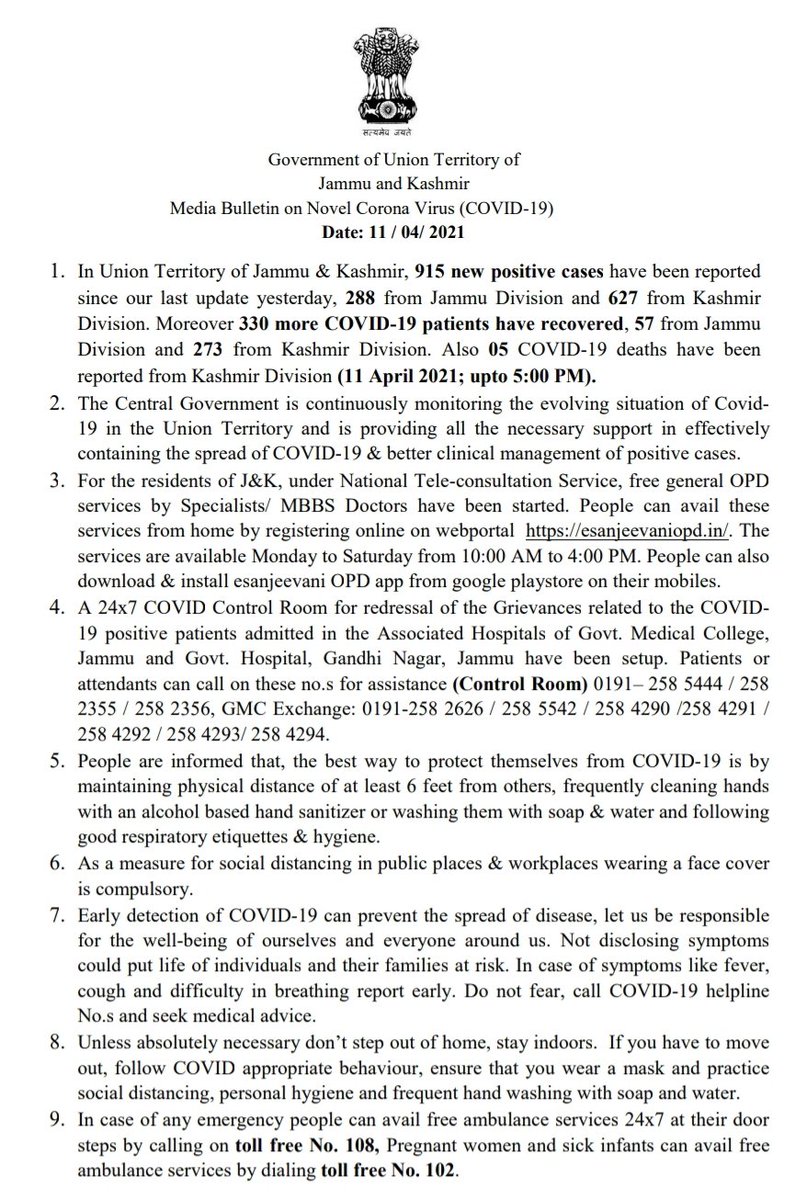 सत्यमेव जयते
Government of Union Territory of
Jammu and Kashmir
Media Bulletin on Novel Corona Virus (COVID-19)
Date: 11 / 04/ 2021
1. In Union Territory of Jammu & Kashmir, 915 new positive cases have been reported
since our last update yesterday, 288 from Jammu Division and 627 from Kashmir
Division. Moreover 330 more COVID-19 patients have recovered, 57 from Jammu
Division and 273 from Kashmir Division. Also 05 COVID-19 deaths have been
reported from Kashmir Division (11 April 2021; upto 5:00 PM).
2. The Central Government is continuously monitoring the evolving situation of Covid-
19 in the Union Territory and is providing all the necessary support in effectively
containing the spread of COVID-19 & better clinical management of positive cases.
3. For the residents of J&K, under National Tele-consultation Service, free general OPD
services by Specialists/ MBBS Doctors have been started. People can avail these
services from home by registering online on webportal https://esanjeevaniopd.in/. The
services are available Monday to Saturday from 10:00 AM to 4:00 PM. People can also
download & install esanjeevani OPD app from google playstore on their mobiles.
4. A 24x7 COVID Control Room for redressal of the Grievances related to the COVID-
19 positive patients admitted in the Associated Hospitals of Govt. Medical College,
Jammu and Govt. Hospital, Gandhi Nagar, Jammu have been setup. Patients or
attendants can call on these no.s for assistance (Control Room) 0191– 258 5444 / 258
2355 / 258 2356, GMC Exchange: 0191-258 2626 / 258 5542 / 258 4290 /258 4291 /
258 4292 / 258 4293/ 258 4294.
5. People are informed that, the best way to protect themselves from COVID-19 is by
maintaining physical distance of at least 6 feet from others, frequently cleaning hands
with an alcohol based hand sanitizer or washing them with soap & water and following
good respiratory etiquettes & hygiene.
6. As a measure for social distancing in public places & workplaces wearing a face cover
is compulsory.
7. Early detection of COVID-19 can prevent the spread of disease, let us be responsible
for the well-being of ourselves and everyone around us. Not disclosing symptoms
could put life of individuals and their families at risk. In case of symptoms like fever,
cough and difficulty in breathing report early. Do not fear, call COVID-19 helpline
No.s and seek medical advice.
8. Unless absolutely necessary don’t step out of home, stay indoors. If you have to move
out, follow COVID appropriate behaviour, ensure that you wear a mask and practice
social distancing, personal hygiene and frequent hand washing with soap and water.
9. In case of any emergency people can avail free ambulance services 24x7 at their door
steps by calling on toll free No. 108, Pregnant women and sick infants can avail free
ambulance services by dialing toll free No. 102.